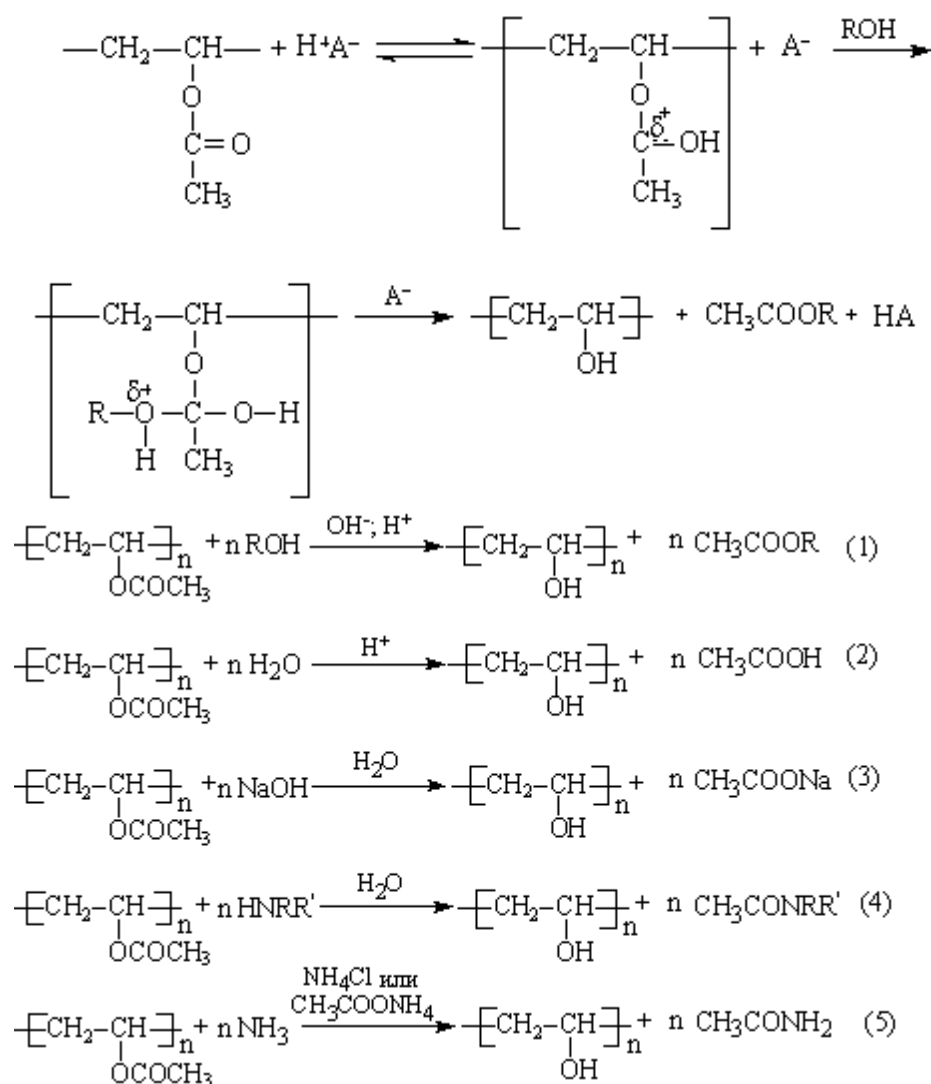 —CH₂—CH— + H⁺A⁻ ⇌ [—CH₂—CH—] + A⁻ ROH →
O O
C=O C δ+ OH
CH₃ CH₃
[—CH₂—CH—] A⁻ → —[CH₂—CH]— + CH₃COOR + HA
O OH
δ+
R—O—C—O—H
H CH₃
—[CH₂—CH]—n + n ROH OH⁻; H⁺ → —[CH₂—CH]—n + n CH₃COOR (1)
OCOCH₃ OH
—[CH₂—CH]—n + n H₂O H⁺ → —[CH₂—CH]—n + n CH₃COOH (2)
OCOCH₃ OH
—[CH₂—CH]—n + n NaOH H₂O → —[CH₂—CH]—n + n CH₃COONa (3)
OCOCH₃ OH
—[CH₂—CH]—n + n HNRR' H₂O → —[CH₂—CH]—n + n CH₃CONRR' (4)
OCOCH₃ OH
NH₄Cl или
CH₃COONH₄
—[CH₂—CH]—n + n NH₃ → —[CH₂—CH]—n + n CH₃CONH₂ (5)
OCOCH₃ OH